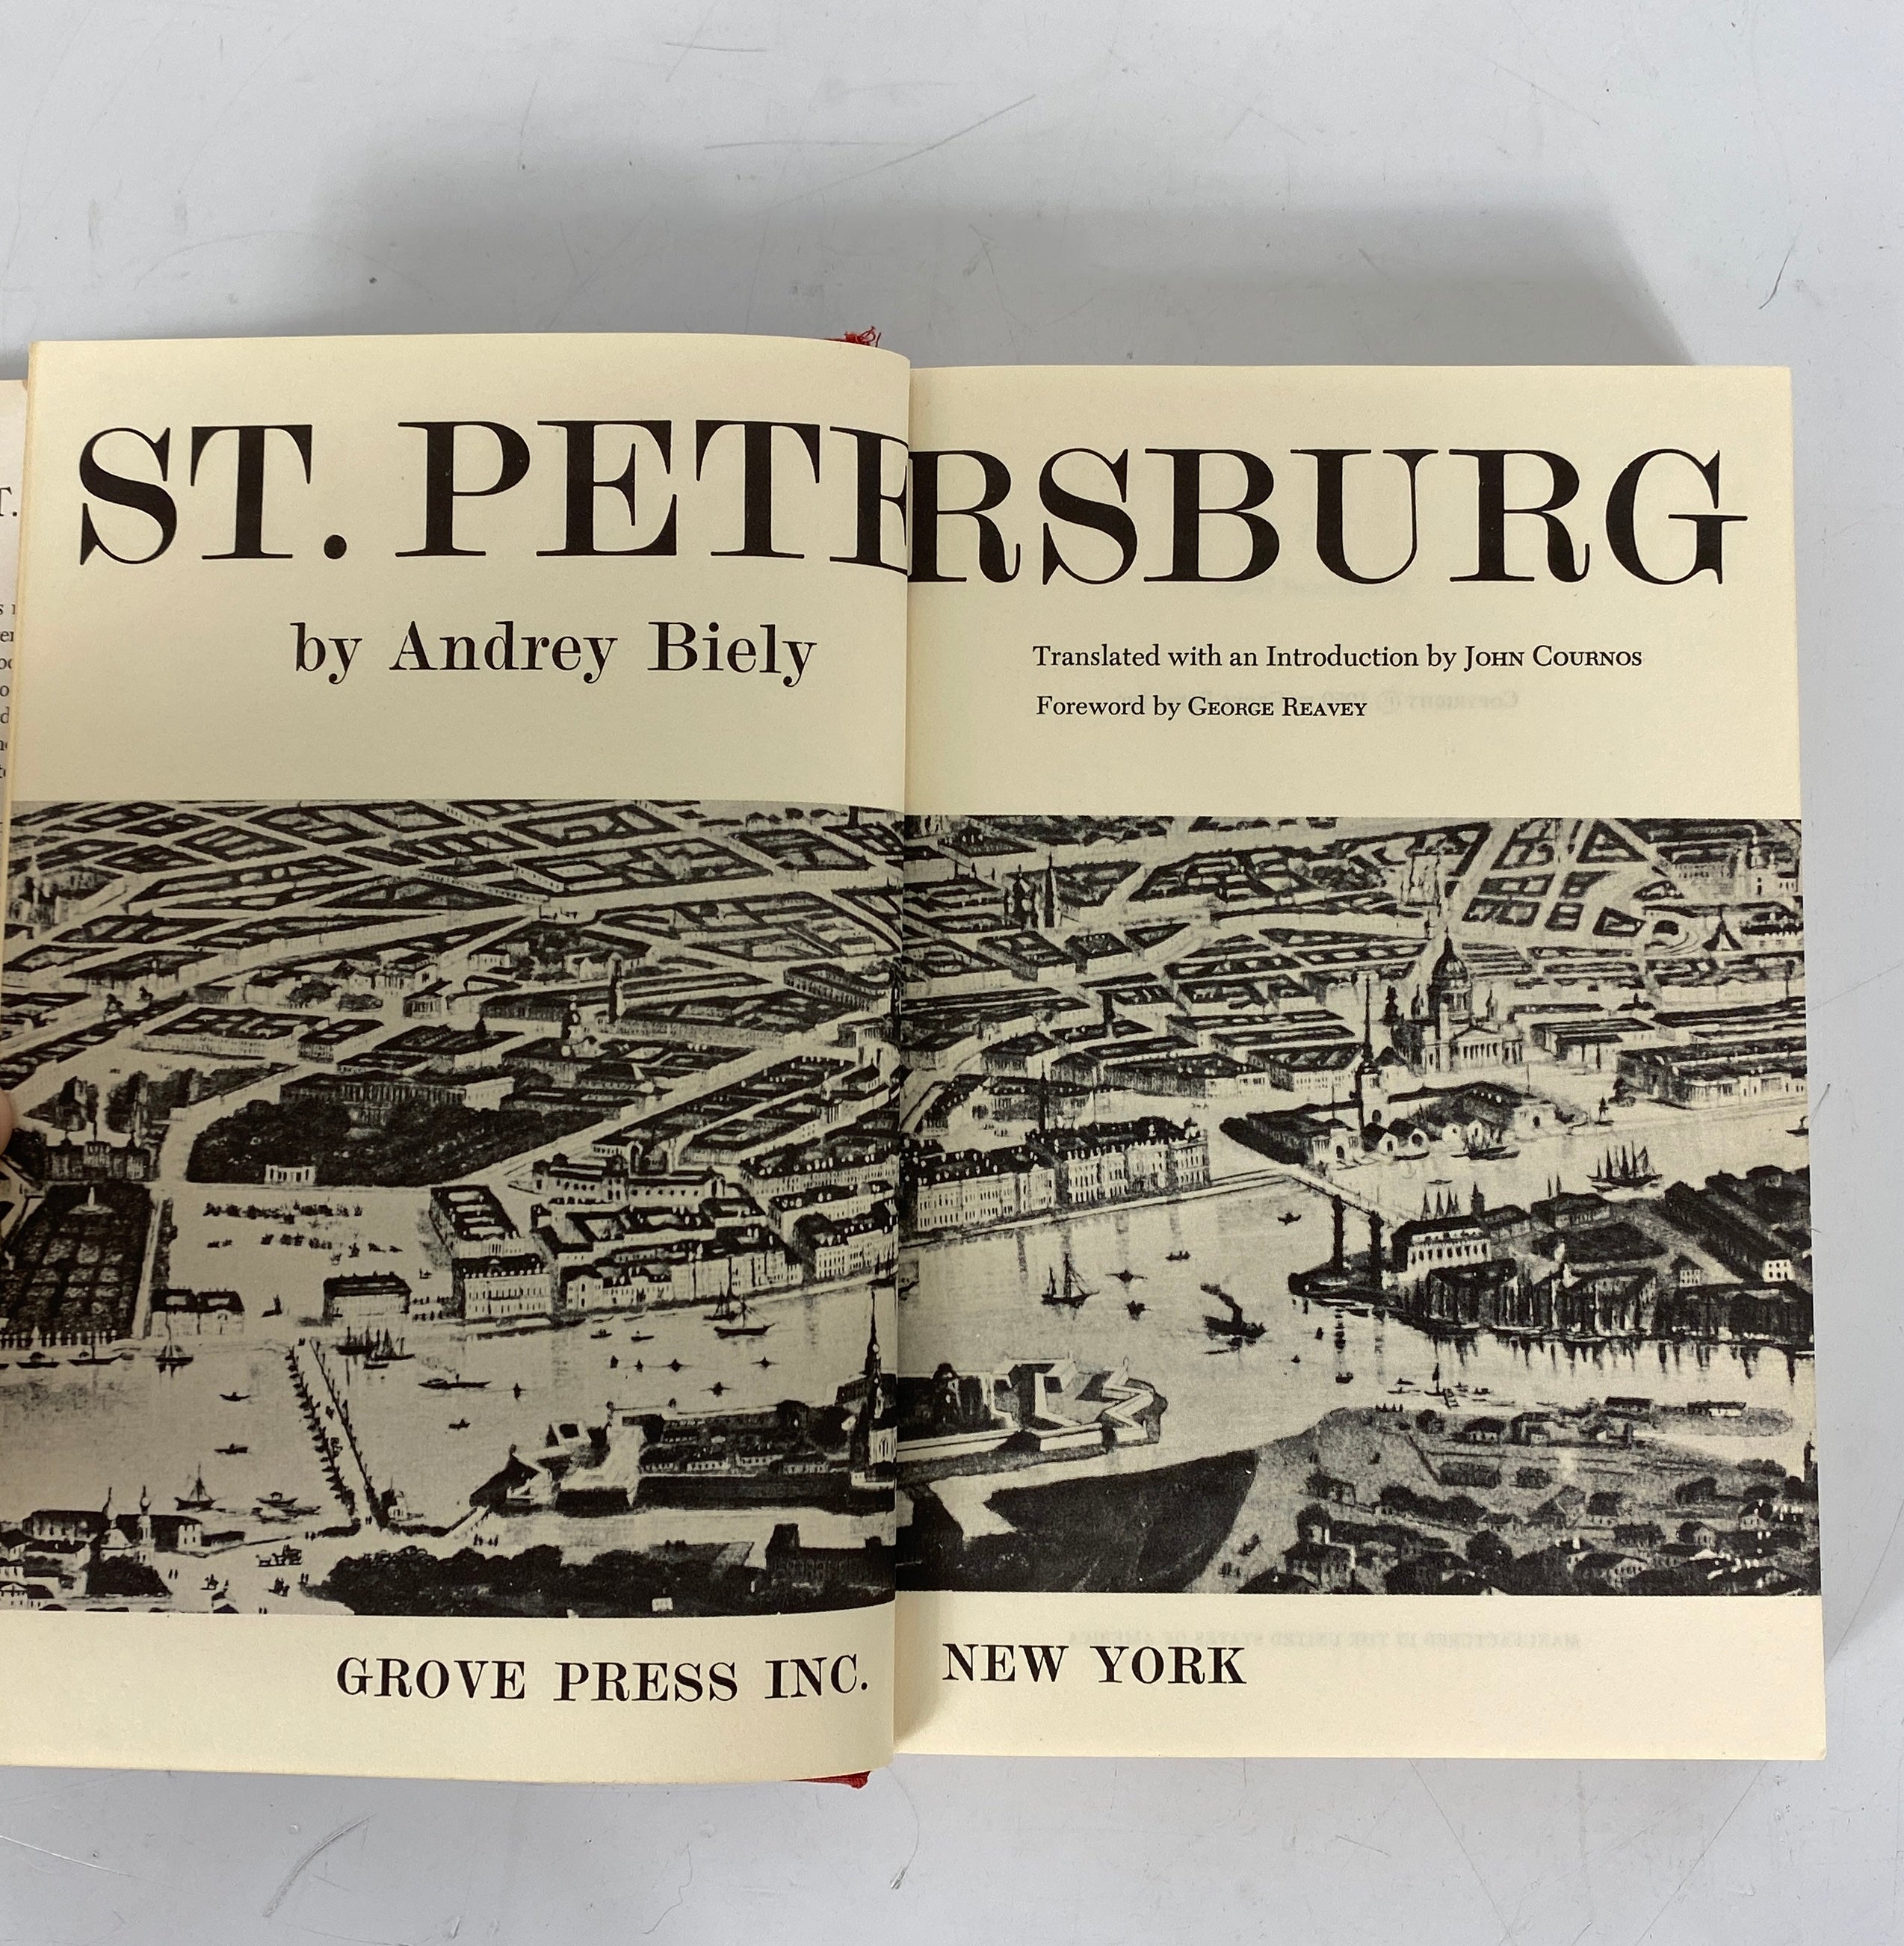 ST. PETERSBURG
by Andrey Biely
Translated with an Introduction by JOHN COURNOS
Foreword by GEORGE REAVEY
GROVE PRESS INC. NEW YORK